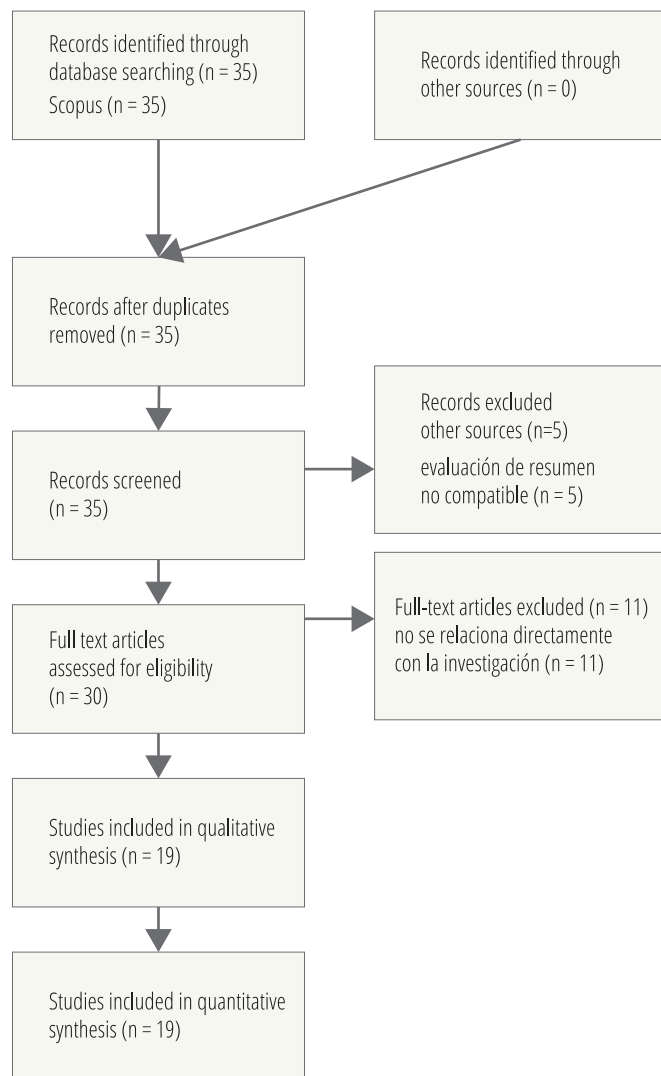 Records identified through
database searching (n = 35)
Scopus (n = 35)
Records identified through
other sources (n = 0)
Records after duplicates
removed (n = 35)
Records screened
(n = 35)
Records excluded
other sources (n=5)
evaluación de resumen
no compatible (n = 5)
Full text articles
assessed for eligibility
(n = 30)
Full-text articles excluded (n = 11)
no se relaciona directamente
con la investigación (n = 11)
Studies included in qualitative
synthesis (n = 19)
Studies included in quantitative
synthesis (n = 19)